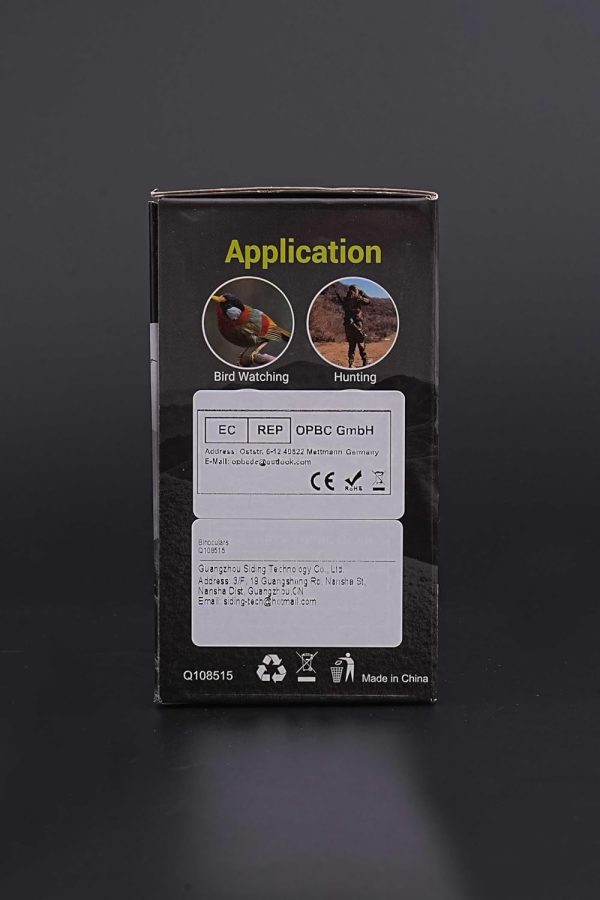 Application
Bird Watching
Hunting
EC REP OPBC GmbH
Address: Oststr. 6-12 40822 Mettmann Germany
E-Mail: opbcde@outlook.com
CE RoHS
Binoculars
Q108515
Guangzhou Siding Technology Co., Ltd.
Address: 3/F, 19 Guangsheng Rd, Nansha St,
Nansha Dist, Guangzhou,CN
Email: siding-tech@hotmail.com
Q108515
Made in China